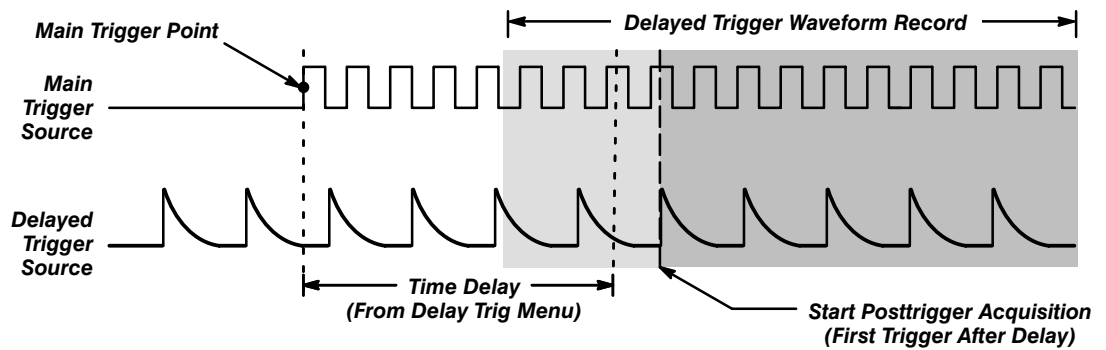 Delayed Trigger Waveform Record
Main Trigger Point
Main
Trigger
Source
Delayed
Trigger
Source
Time Delay
(From Delay Trig Menu)
Start Posttrigger Acquisition
(First Trigger After Delay)